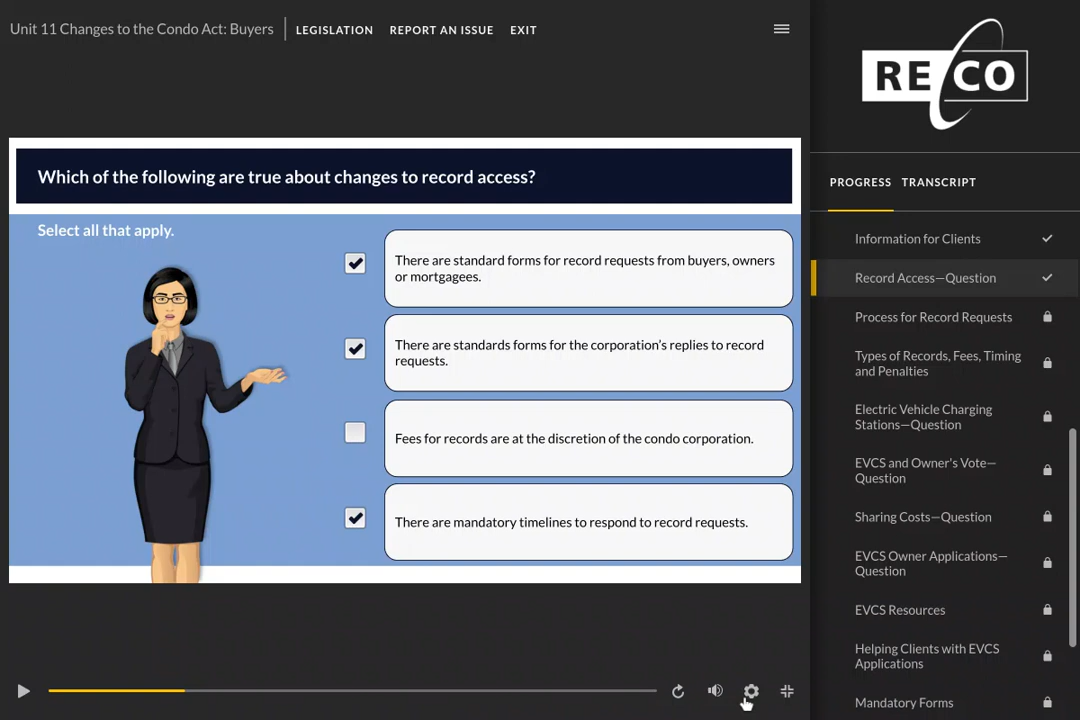 Unit 11 Changes to the Condo Act: Buyers
LEGISLATION
REPORT AN ISSUE
EXIT
RECO
Which of the following are true about changes to record access?
Select all that apply.
There are standard forms for record requests from buyers, owners
or mortgagees.
There are standards forms for the corporation's replies to record
requests.
Fees for records are at the discretion of the condo corporation.
There are mandatory timelines to respond to record requests.
PROGRESS
TRANSCRIPT
Information for Clients
Record Access—Question
Process for Record Requests
Types of Records, Fees, Timing
and Penalties
Electric Vehicle Charging
Stations—Question
EVCS and Owner's Vote—
Question
Sharing Costs—Question
EVCS Owner Applications—
Question
EVCS Resources
Helping Clients with EVCS
Applications
Mandatory Forms